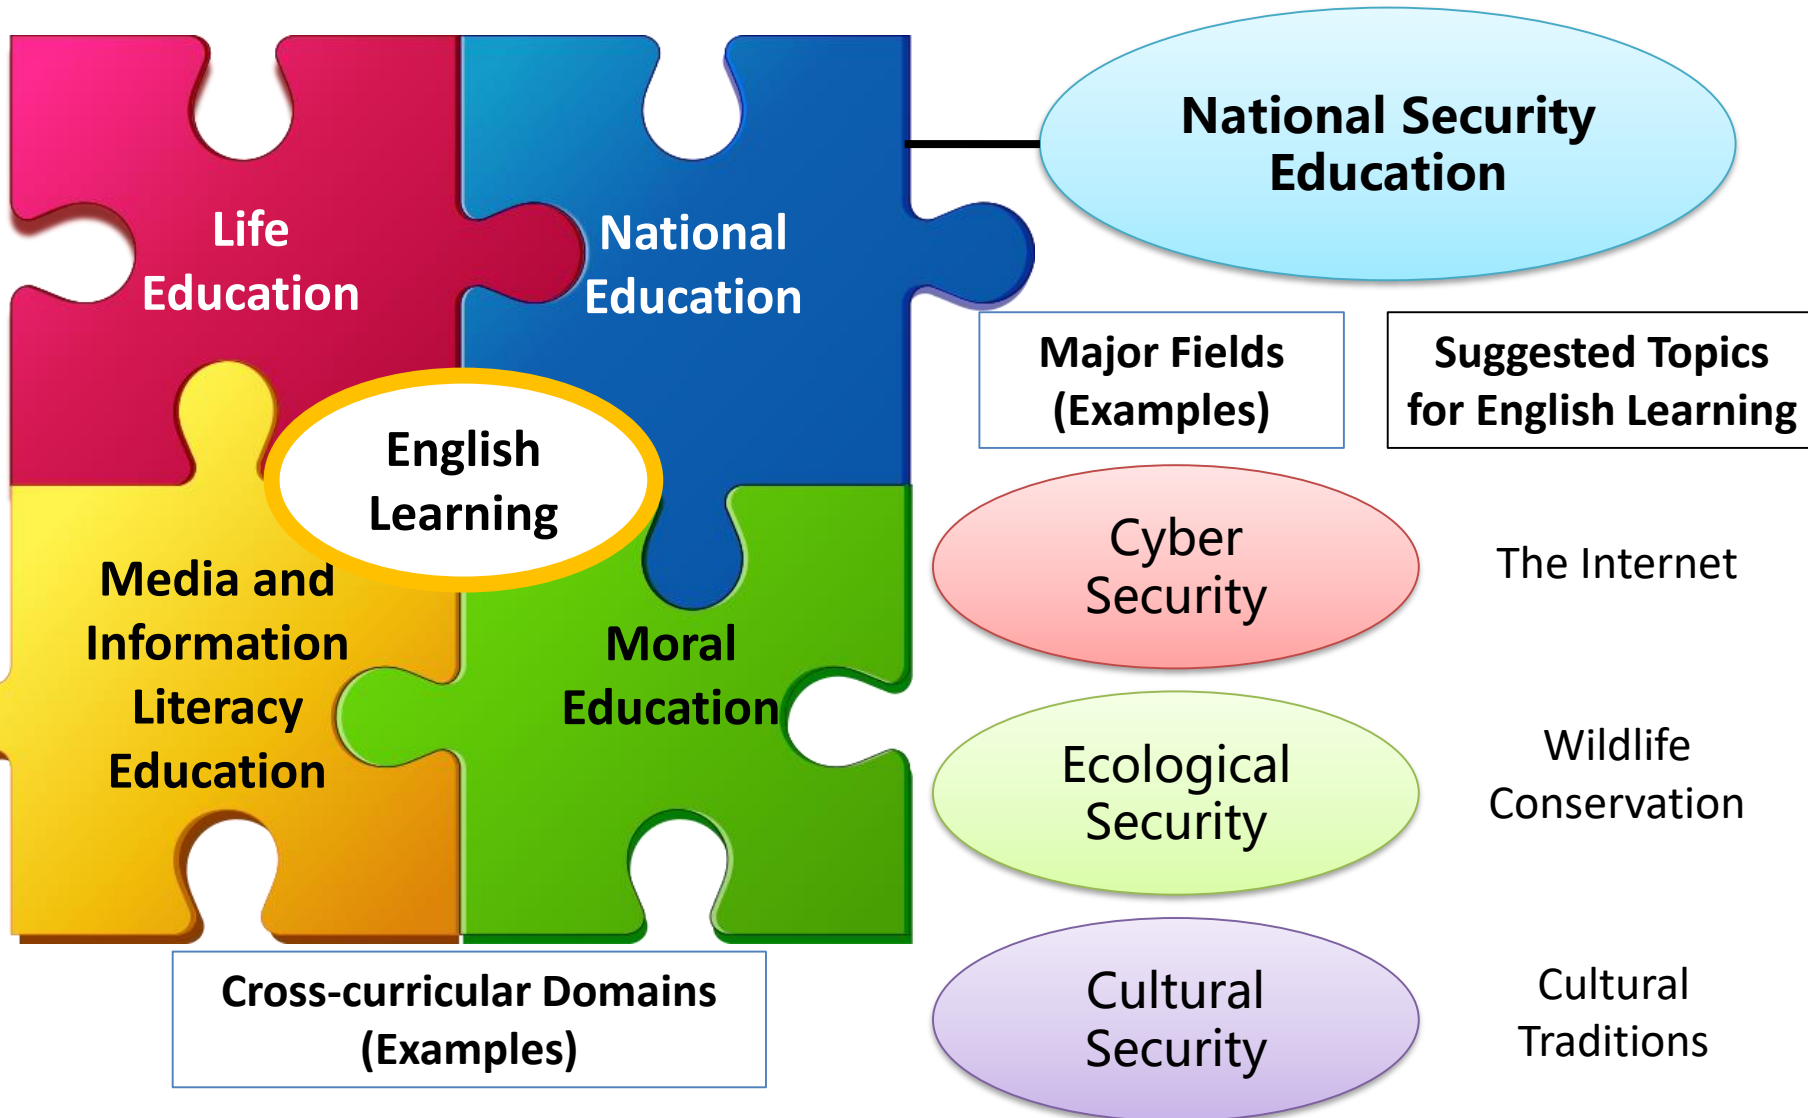 Life
Education
National
Education
English
Learning
Media and
Information
Literacy
Education
Moral
Education
Cross-curricular Domains
(Examples)
National Security
Education
Major Fields
(Examples)
Suggested Topics
for English Learning
Cyber
Security
The Internet
Ecological
Security
Wildlife
Conservation
Cultural
Security
Cultural
Traditions